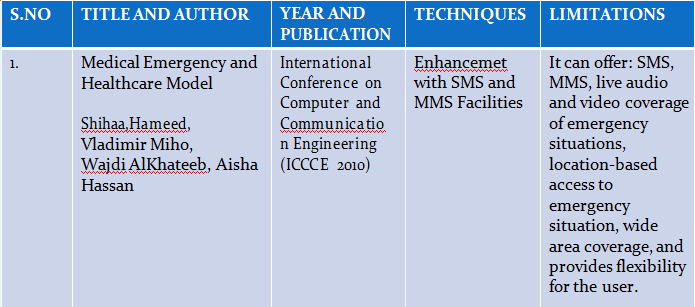 S.NO
TITLE AND AUTHOR
YEAR AND
PUBLICATION
TECHNIQUES
LIMITATIONS
1.
Medical Emergency and
Healthcare Model
Shihaa,Hameed,
Vladimir Miho,
Wajdi AlKhateeb, Aisha
Hassan
International
Conference on
Computer and
Communicatio
n Engineering
(ICCCE 2010)
Enhancemet
with SMS and
MMS Facilities
It can offer: SMS,
MMS, live audio
and video coverage
of emergency
situations,
location-based
access to
emergency
situation, wide
area coverage, and
provides flexibility
for the user.